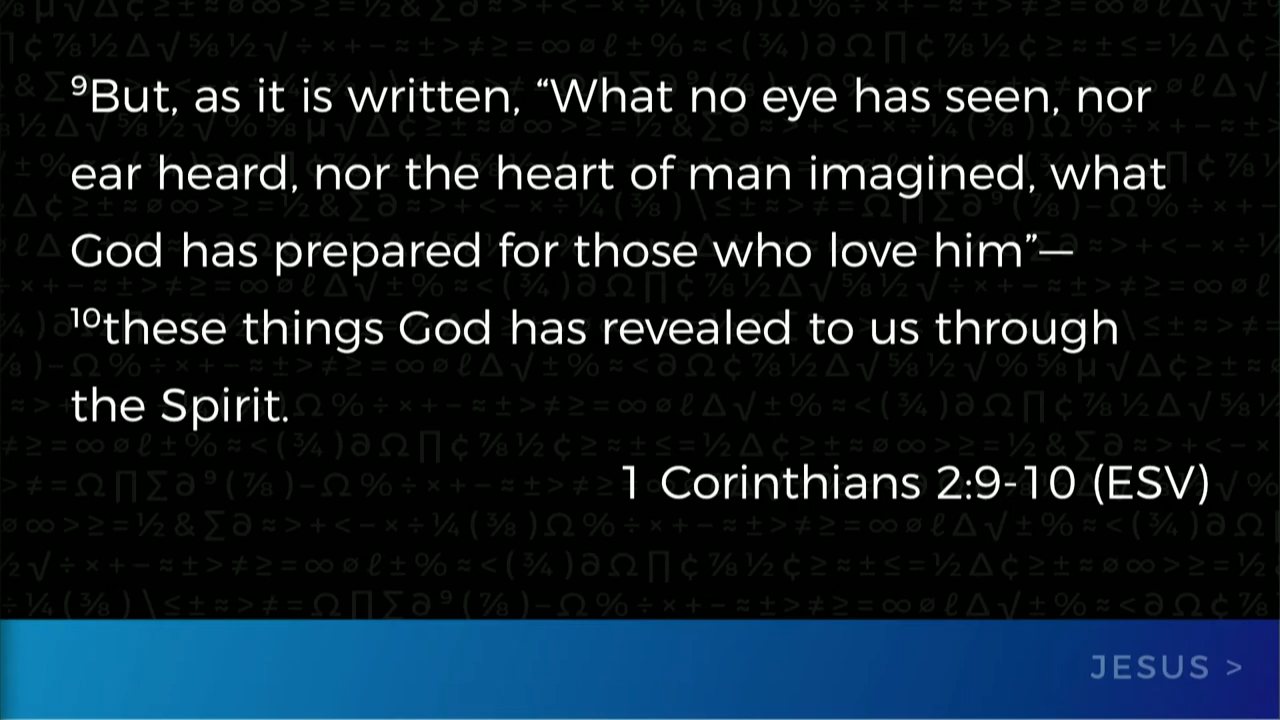 ⁹But, as it is written, “What no eye has seen, nor
ear heard, nor the heart of man imagined, what
God has prepared for those who love him”—
¹⁰these things God has revealed to us through
the Spirit.
1 Corinthians 2:9-10 (ESV)
JESUS >